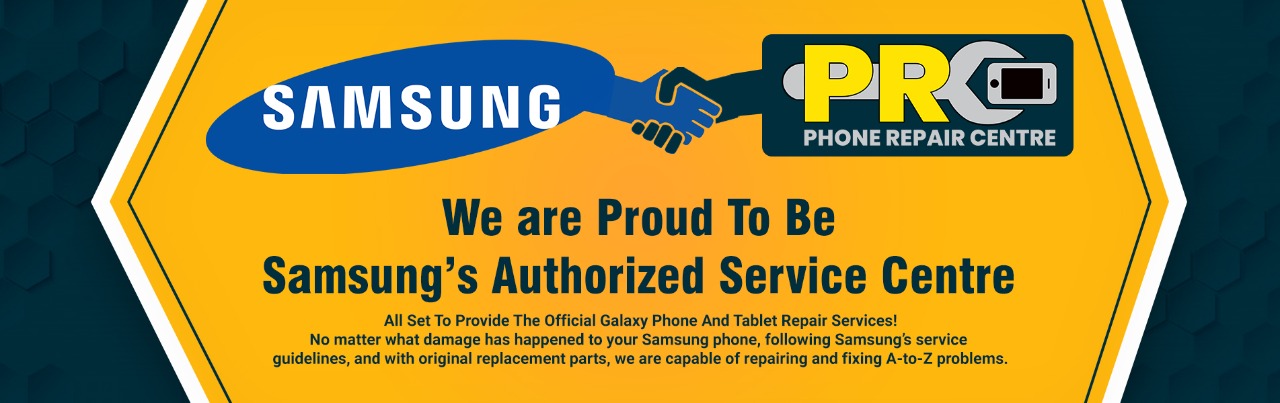 SAMSUNG
PRC
PHONE REPAIR CENTRE
We are Proud To Be
Samsung's Authorized Service Centre
All Set To Provide The Official Galaxy Phone And Tablet Repair Services!
No matter what damage has happened to your Samsung phone, following Samsung's service
guidelines, and with original replacement parts, we are capable of repairing and fixing A-to-Z problems.